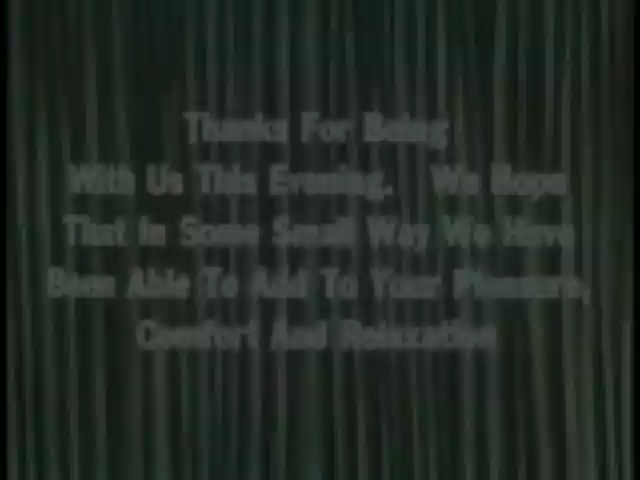 Thanks For Being
With Us This Evening. We Hope
That In Some Small Way We Have
Been Able To Add To Your Pleasure,
Comfort And Relaxation